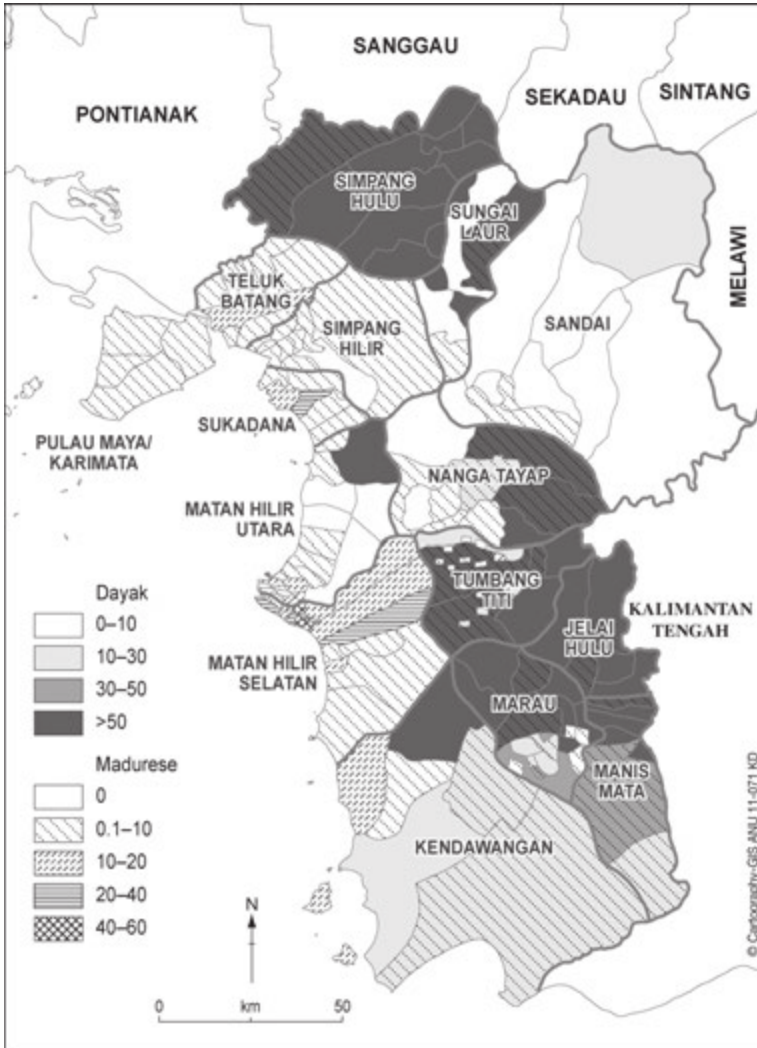 SANGGAU
SEKADAU
SINTANG
PONTIANAK
SIMPANG
HULU
SUNGAI
LAUR
MELAWI
TELUK
BATANG
SANDAI
SIMPANG
HILIR
SUKADANA
PULAU MAYA/
KARIMATA
NANGA TAYAP
MATAN HILIR
UTARA
TUMBANG
TITI
KALIMANTAN
TENGAH
JELAI
HULU
MATAN HILIR
SELATAN
MARAU
MANIS
MATA
KENDAWANGAN
Dayak
0–10
10–30
30–50
>50
Madurese
0
0.1–10
10–20
20–40
40–60
N
0 km 50
© Cartography-GIS ANU 11-071 KD